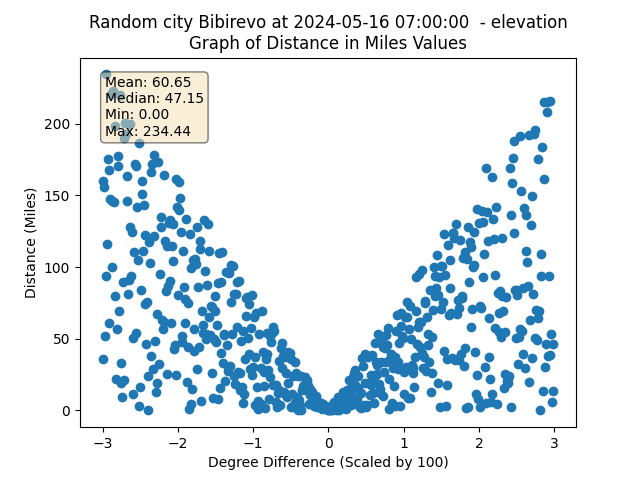 Random city Bibirevo at 2024-05-16 07:00:00  - elevation
Graph of Distance in Miles Values
Mean: 60.65
Median: 47.15
Min: 0.00
Max: 234.44
Distance (Miles)
200
150
100
50
0
−3 −2 −1 0 1 2 3
Degree Difference (Scaled by 100)